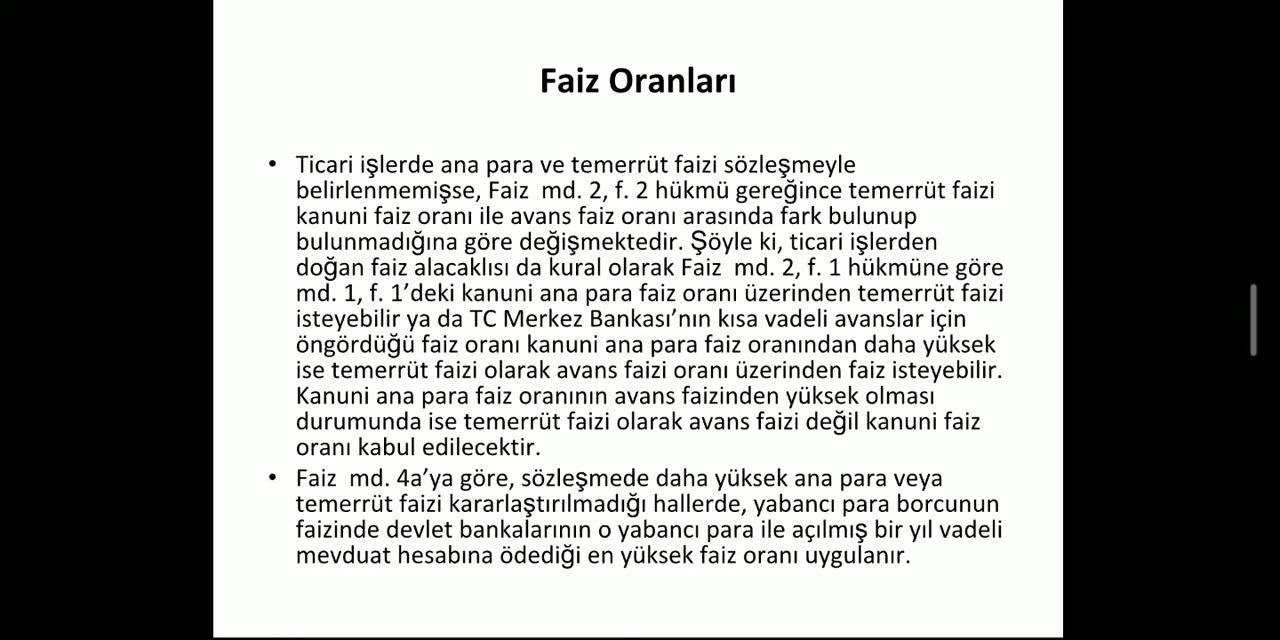 Faiz Oranları
• Ticari işlerde ana para ve temerrüt faizi sözleşmeyle
belirlenmemişse, Faiz md. 2, f. 2 hükmü gereğince temerrüt faizi
kanuni faiz oranı ile avans faiz oranı arasında fark bulunup
bulunmadığına göre değişmektedir. Şöyle ki, ticari işlerden
doğan faiz alacaklısı da kural olarak Faiz md. 2, f. 1 hükmüne göre
md. 1, f. 1’deki kanuni ana para faiz oranı üzerinden temerrüt faizi
isteyebilir ya da TC Merkez Bankası’nın kısa vadeli avanslar için
öngördüğü faiz oranı kanuni ana para faiz oranından daha yüksek
ise temerrüt faizi olarak avans faizi oranı üzerinden faiz isteyebilir.
Kanuni ana para faiz oranının avans faizinden yüksek olması
durumunda ise temerrüt faizi olarak avans faizi değil kanuni faiz
oranı kabul edilecektir.
• Faiz md. 4a’ya göre, sözleşmede daha yüksek ana para veya
temerrüt faizi kararlaştırılmadığı hallerde, yabancı para borcunun
faizinde devlet bankalarının o yabancı para ile açılmış bir yıl vadeli
mevduat hesabına ödediği en yüksek faiz oranı uygulanır.